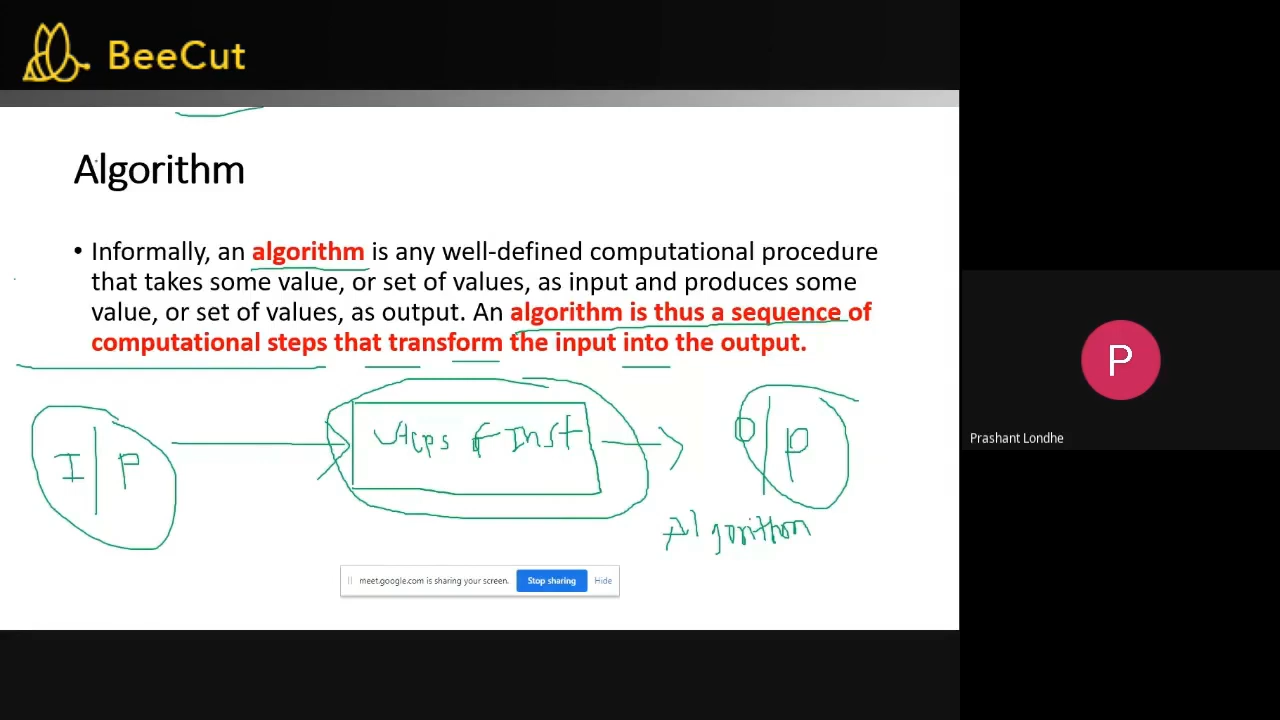 BeeCut
Algorithm
• Informally, an algorithm is any well-defined computational procedure
that takes some value, or set of values, as input and produces some
value, or set of values, as output. An algorithm is thus a sequence of
computational steps that transform the input into the output.
I | P
Steps of Inst
O | P
Algorithm
meet.google.com is sharing your screen.
Stop sharing
Hide
P
Prashant Londhe